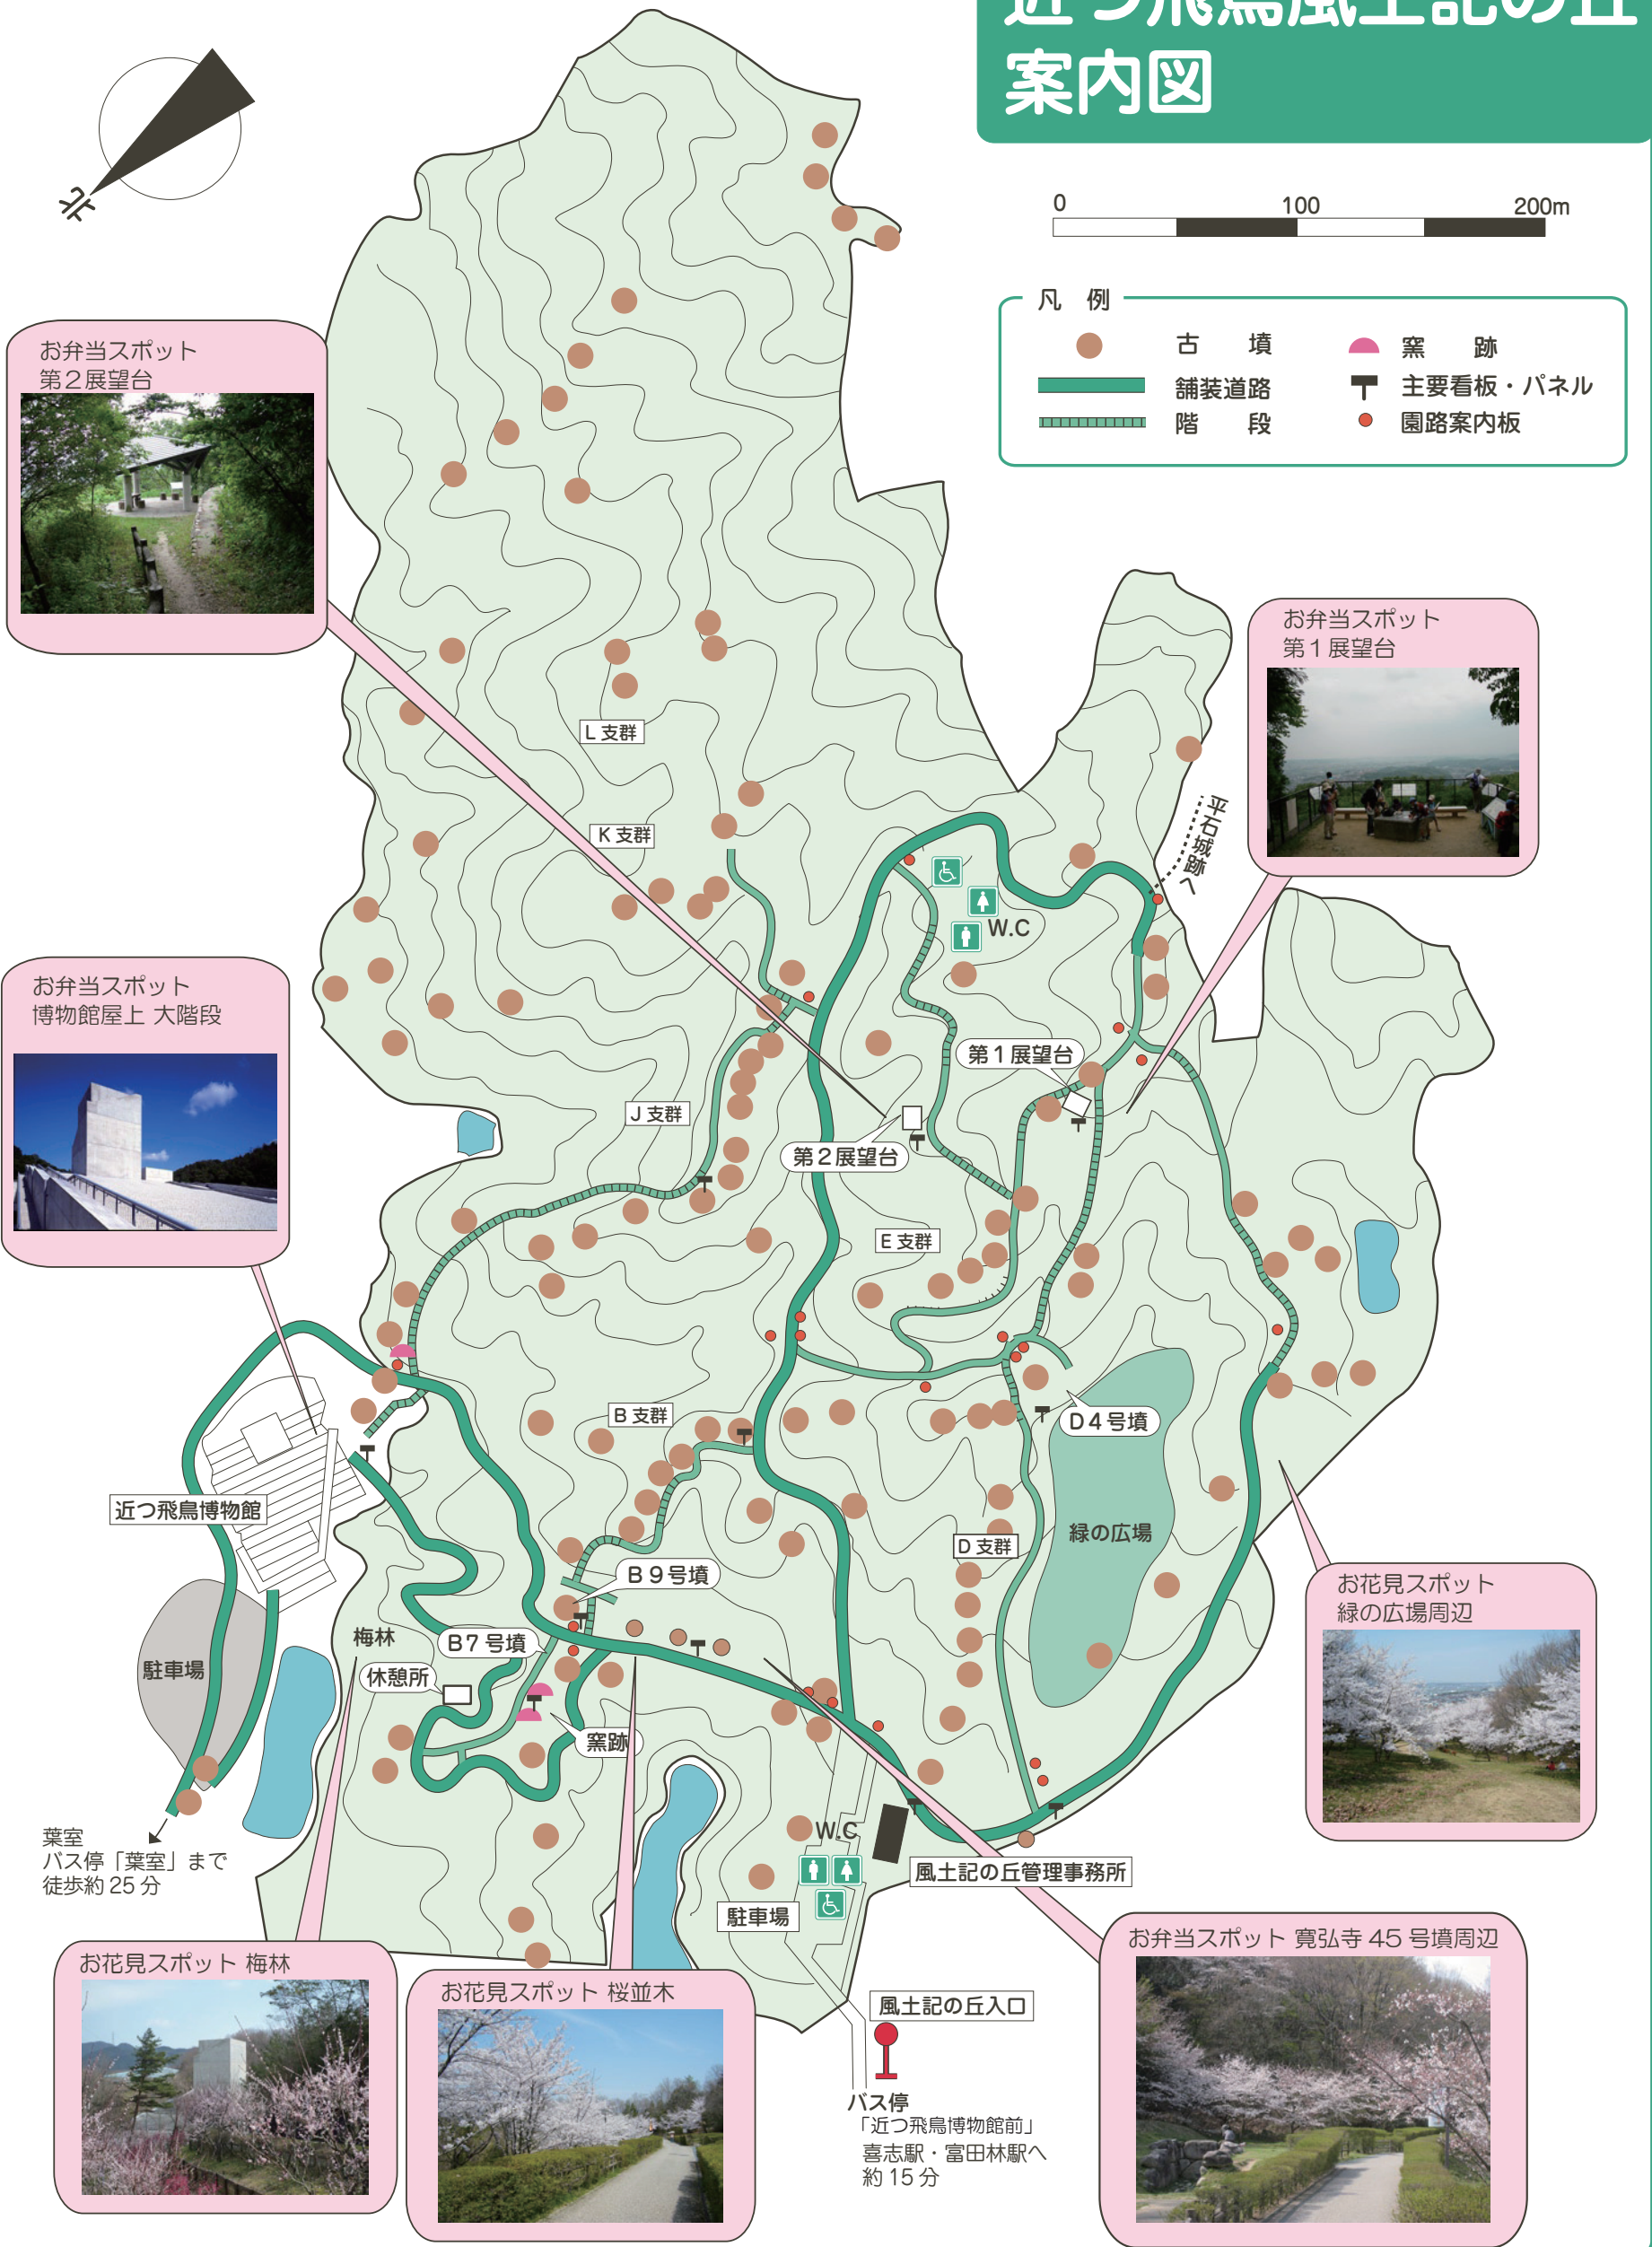 近つ飛鳥風土記の丘
案内図
北
0 100 200m
凡 例
古 墳
舗装道路
階 段
窯 跡
主要看板・パネル
園路案内板
お弁当スポット
第2展望台
お弁当スポット
第1展望台
L 支群
K 支群
平石城跡へ
W.C
お弁当スポット
博物館屋上 大階段
第1展望台
J 支群
第2展望台
E 支群
B 支群
D4号墳
近つ飛鳥博物館
緑の広場
D 支群
B9号墳
お花見スポット
緑の広場周辺
梅林
B7号墳
駐車場
休憩所
窯跡
葉室
バス停「葉室」まで
徒歩約 25 分
W.C
風土記の丘管理事務所
駐車場
お花見スポット 梅林
お花見スポット 桜並木
お弁当スポット 寛弘寺 45 号墳周辺
風土記の丘入口
バス停
「近つ飛鳥博物館前」
喜志駅・富田林駅へ
約 15 分